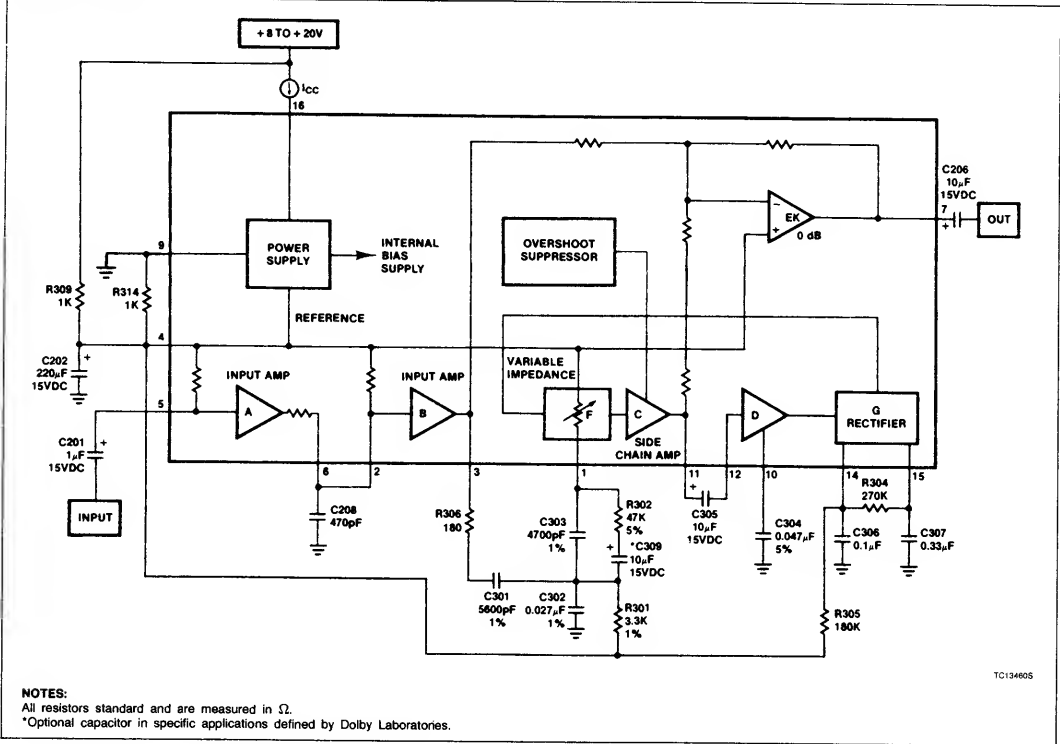 + 8 TO + 20V
ICC
16
C206
10μF
15VDC
7
+
OUT
−
EK
+
0 dB
OVERSHOOT
SUPPRESSOR
9
POWER
SUPPLY
INTERNAL
BIAS
SUPPLY
R309
1K
R314
1K
REFERENCE
4
C202
220μF
15VDC
+
INPUT AMP
A
INPUT AMP
B
VARIABLE
IMPEDANCE
F
C
SIDE
CHAIN AMP
D
G
RECTIFIER
5
C201
1μF
15VDC
+
INPUT
6
2
3
1
11
12
10
14
15
C208
470pF
R306
180
C303
4700pF
1%
R302
47K
5%
+
*C309
10μF
15VDC
+
C305
10μF
15VDC
C304
0.047μF
5%
R304
270K
C306
0.1μF
C307
0.33μF
C301
5600pF
1%
C302
0.027μF
1%
R301
3.3K
1%
R305
180K
TC13460S
NOTES:
All resistors standard and are measured in Ω.
*Optional capacitor in specific applications defined by Dolby Laboratories.